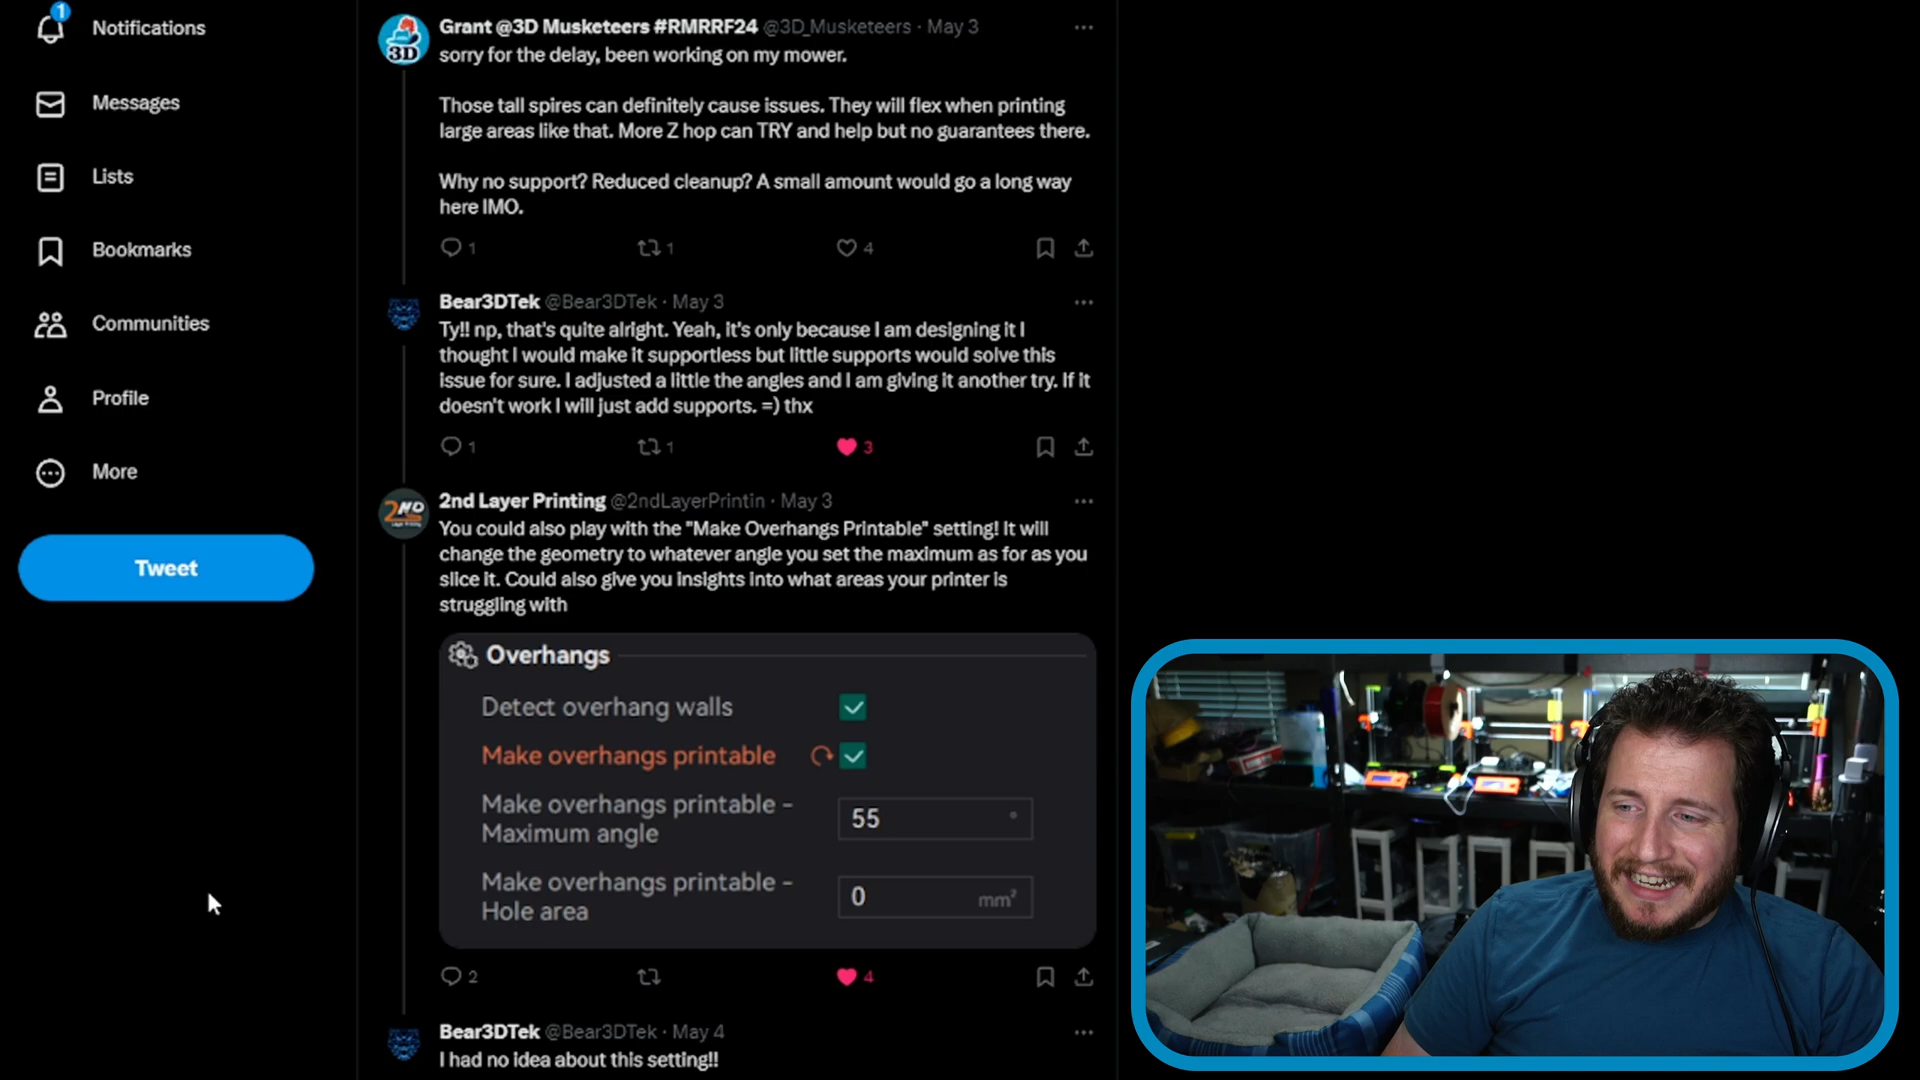 1
Notifications
Messages
Lists
Bookmarks
Communities
Profile
More
Tweet
3D
Grant @3D Musketeers #RMRRF24 @3D_Musketeers · May 3
sorry for the delay, been working on my mower.
Those tall spires can definitely cause issues. They will flex when printing
large areas like that. More Z hop can TRY and help but no guarantees there.
Why no support? Reduced cleanup? A small amount would go a long way
here IMO.
1 1 4
Bear3DTek @Bear3DTek · May 3
Ty!! np, that's quite alright. Yeah, it's only because I am designing it I
thought I would make it supportless but little supports would solve this
issue for sure. I adjusted a little the angles and I am giving it another try. If it
doesn't work I will just add supports. =) thx
1 1 3
2ND
2nd Layer Printing @2ndLayerPrintin · May 3
You could also play with the "Make Overhangs Printable" setting! It will
change the geometry to whatever angle you set the maximum as for as you
slice it. Could also give you insights into what areas your printer is
struggling with
Overhangs
Detect overhang walls
Make overhangs printable
Make overhangs printable -
Maximum angle
55 °
Make overhangs printable -
Hole area
0 mm²
2 4
Bear3DTek @Bear3DTek · May 4
I had no idea about this setting!!